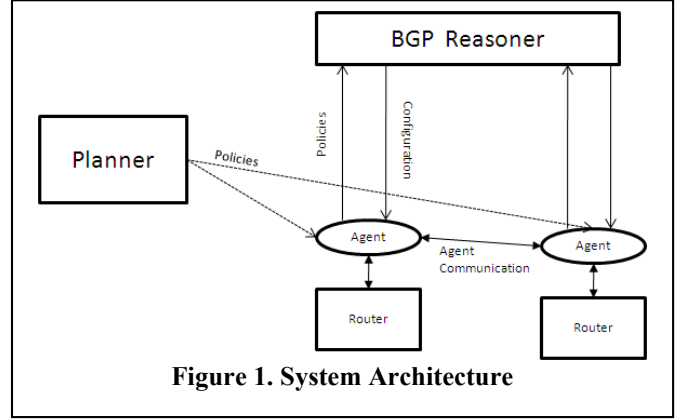 BGP Reasoner
Planner
Policies
Policies
Configuration
Agent
Agent
Agent
Communication
Router
Router
Figure 1. System Architecture